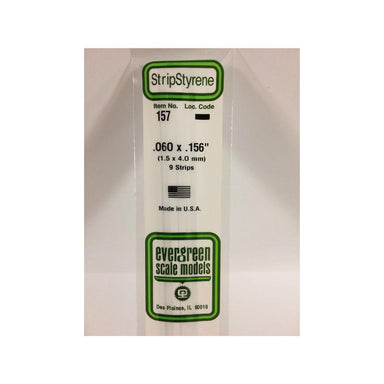 StripStyrene
Item No. Loc. Code
157
.060 x .156"
(1.5 x 4.0 mm)
9 Strips
Made in U.S.A.
evergreen
scale models
Des Plaines, IL 60018